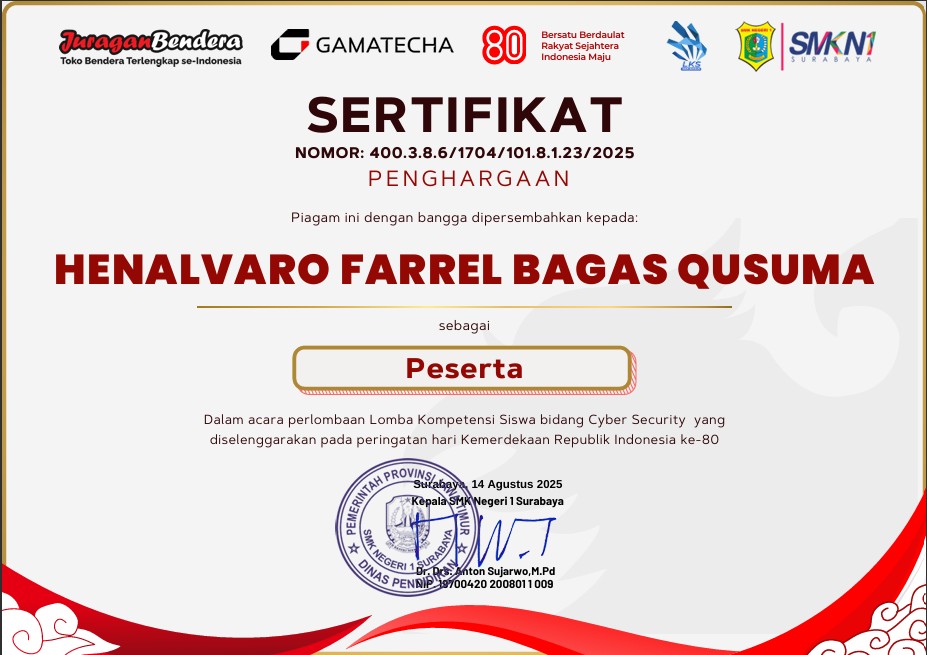 JuraganBendera
Toko Bendera Terlengkap se-Indonesia
GAMATECHA
80
Bersatu Berdaulat
Rakyat Sejahtera
Indonesia Maju
LKS
SMKN1
SURABAYA
SERTIFIKAT
NOMOR: 400.3.8.6/1704/101.8.1.23/2025
PENGHARGAAN
Piagam ini dengan bangga dipersembahkan kepada:
HENALVARO FARREL BAGAS QUSUMA
sebagai
Peserta
Dalam acara perlombaan Lomba Kompetensi Siswa bidang Cyber Security yang
diselenggarakan pada peringatan hari Kemerdekaan Republik Indonesia ke-80
Surabaya, 14 Agustus 2025
Kepala SMK Negeri 1 Surabaya
PEMERINTAH PROVINSI JAWA TIMUR
SMK NEGERI 1 SURABAYA
DINAS PENDIDIKAN
Dr. Drs. Anton Sujarwo,M.Pd
NIP 19700420 200801 1 009